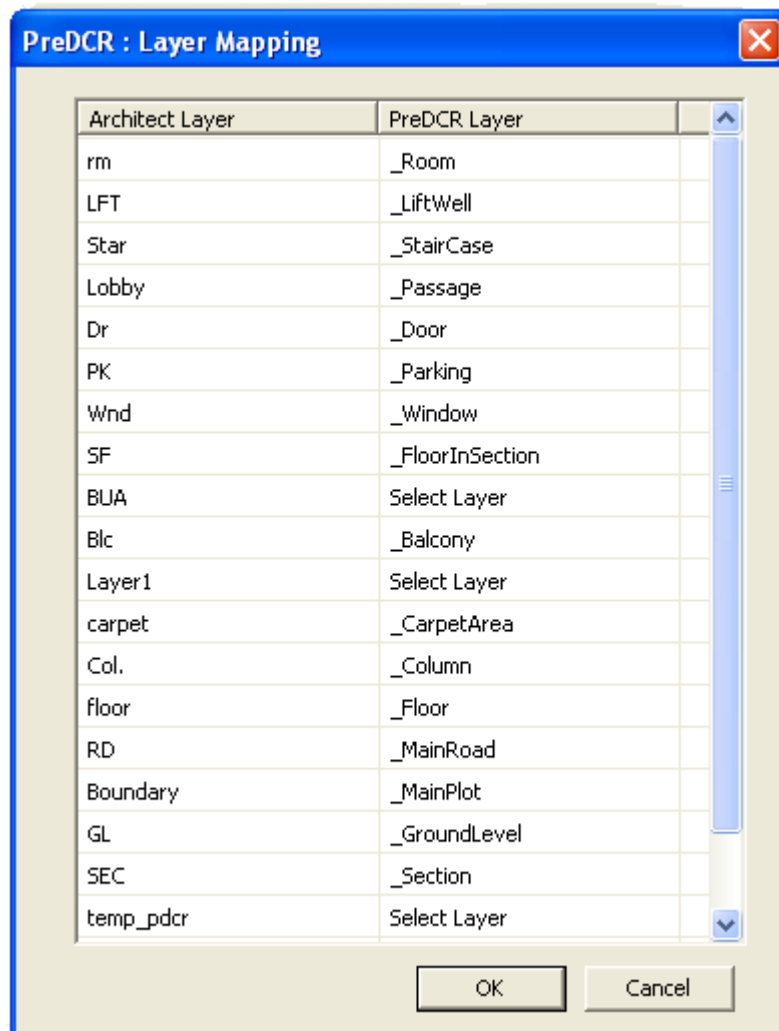 PreDCR : Layer Mapping
Architect Layer PreDCR Layer
rm _Room
LFT _LiftWell
Star _StairCase
Lobby _Passage
Dr _Door
PK _Parking
Wnd _Window
SF _FloorInSection
BUA Select Layer
Blc _Balcony
Layer1 Select Layer
carpet _CarpetArea
Col. _Column
floor _Floor
RD _MainRoad
Boundary _MainPlot
GL _GroundLevel
SEC _Section
temp_pdcr Select Layer
OK Cancel